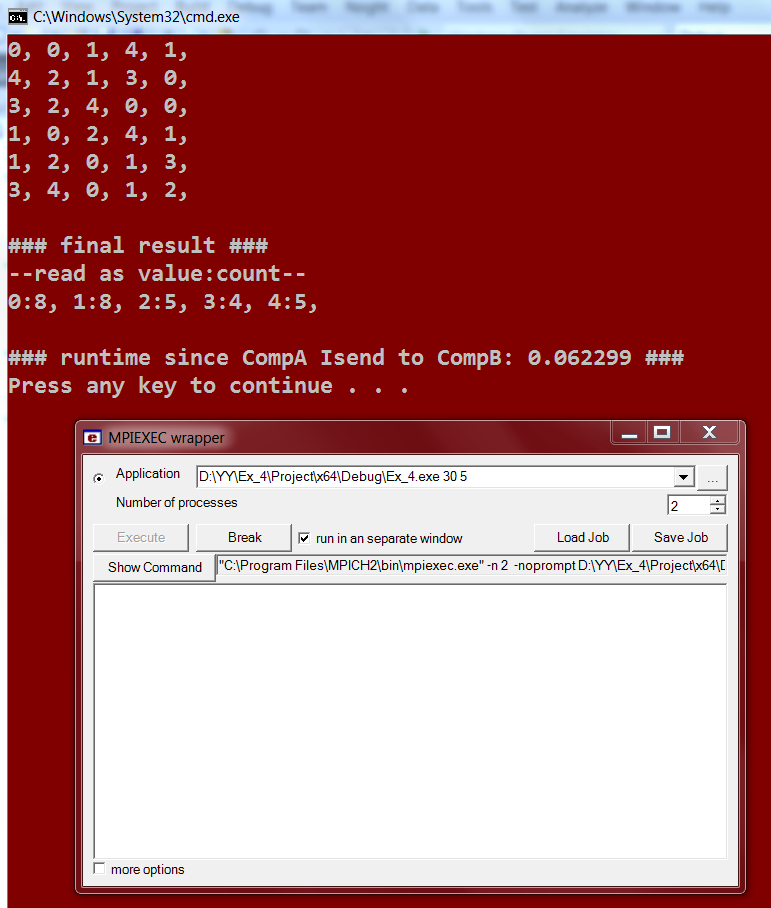 C:\Windows\System32\cmd.exe
0, 0, 1, 4, 1,
4, 2, 1, 3, 0,
3, 2, 4, 0, 0,
1, 0, 2, 4, 1,
1, 2, 0, 1, 3,
3, 4, 0, 1, 2,
### final result ###
--read as value:count--
0:8, 1:8, 2:5, 3:4, 4:5,
### runtime since CompA Isend to CompB: 0.062299 ###
Press any key to continue . . .
MPIEXEC wrapper
Application D:\YY\Ex_4\Project\x64\Debug\Ex_4.exe 30 5 ...
Number of processes 2
Execute Break run in an separate window Load Job Save Job
Show Command "C:\Program Files\MPICH2\bin\mpiexec.exe" -n 2 -noprompt D:\YY\Ex_4\Project\x64\D
more options